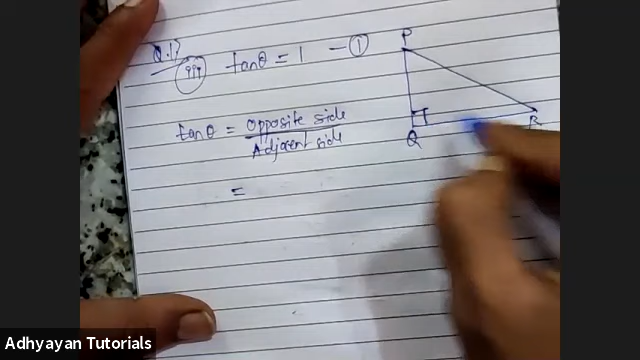 Q.1)
iii) tanθ = 1 — ①
P
tanθ = Opposite side
Adjacent side
Q
R
=
Adhyayan Tutorials